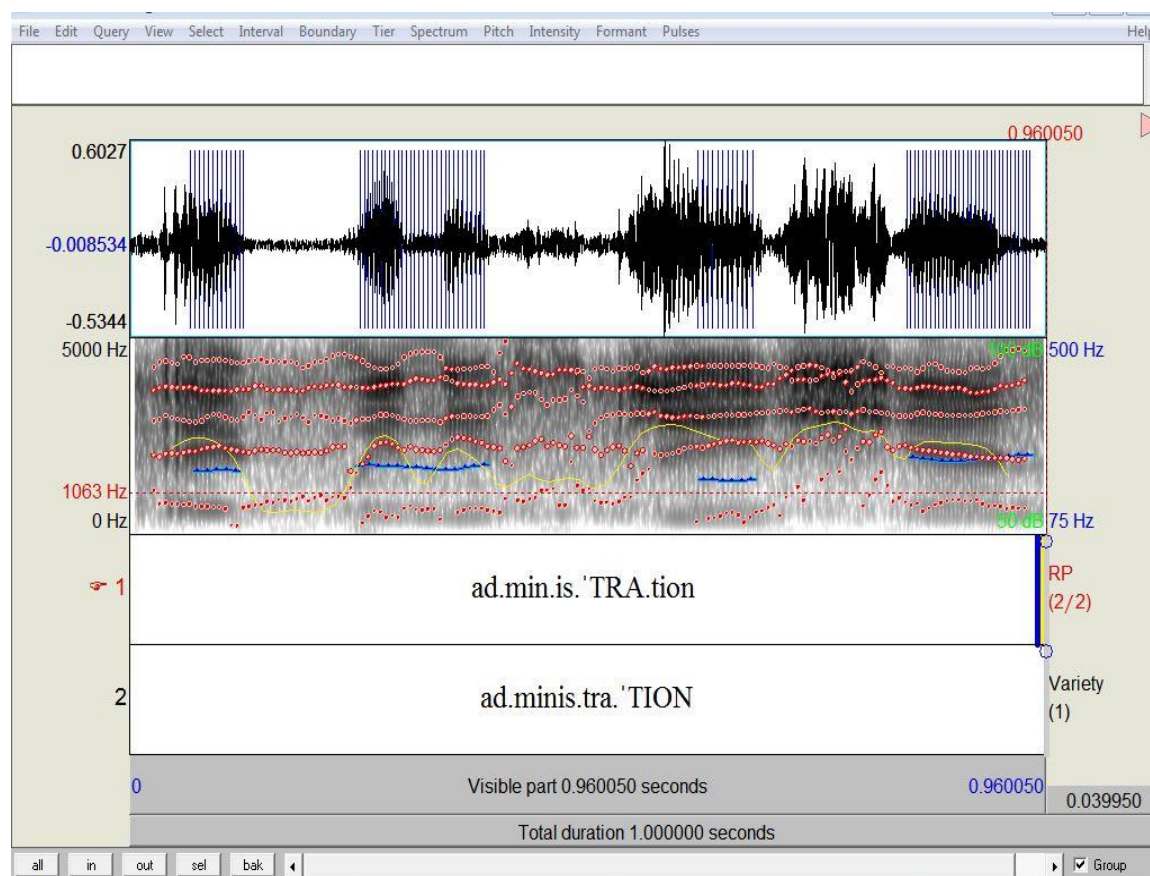 File Edit Query View Select Interval Boundary Tier Spectrum Pitch Intensity Formant Pulses Help
0.960050
0.6027
-0.008534
-0.5344
5000 Hz 500 Hz
1063 Hz
0 Hz 50 dB 75 Hz
1 ad.min.is.ˈTRA.tion RP
(2/2)
2 ad.minis.tra.ˈTION Variety
(1)
0 Visible part 0.960050 seconds 0.960050 0.039950
Total duration 1.000000 seconds
all in out sel bak Group